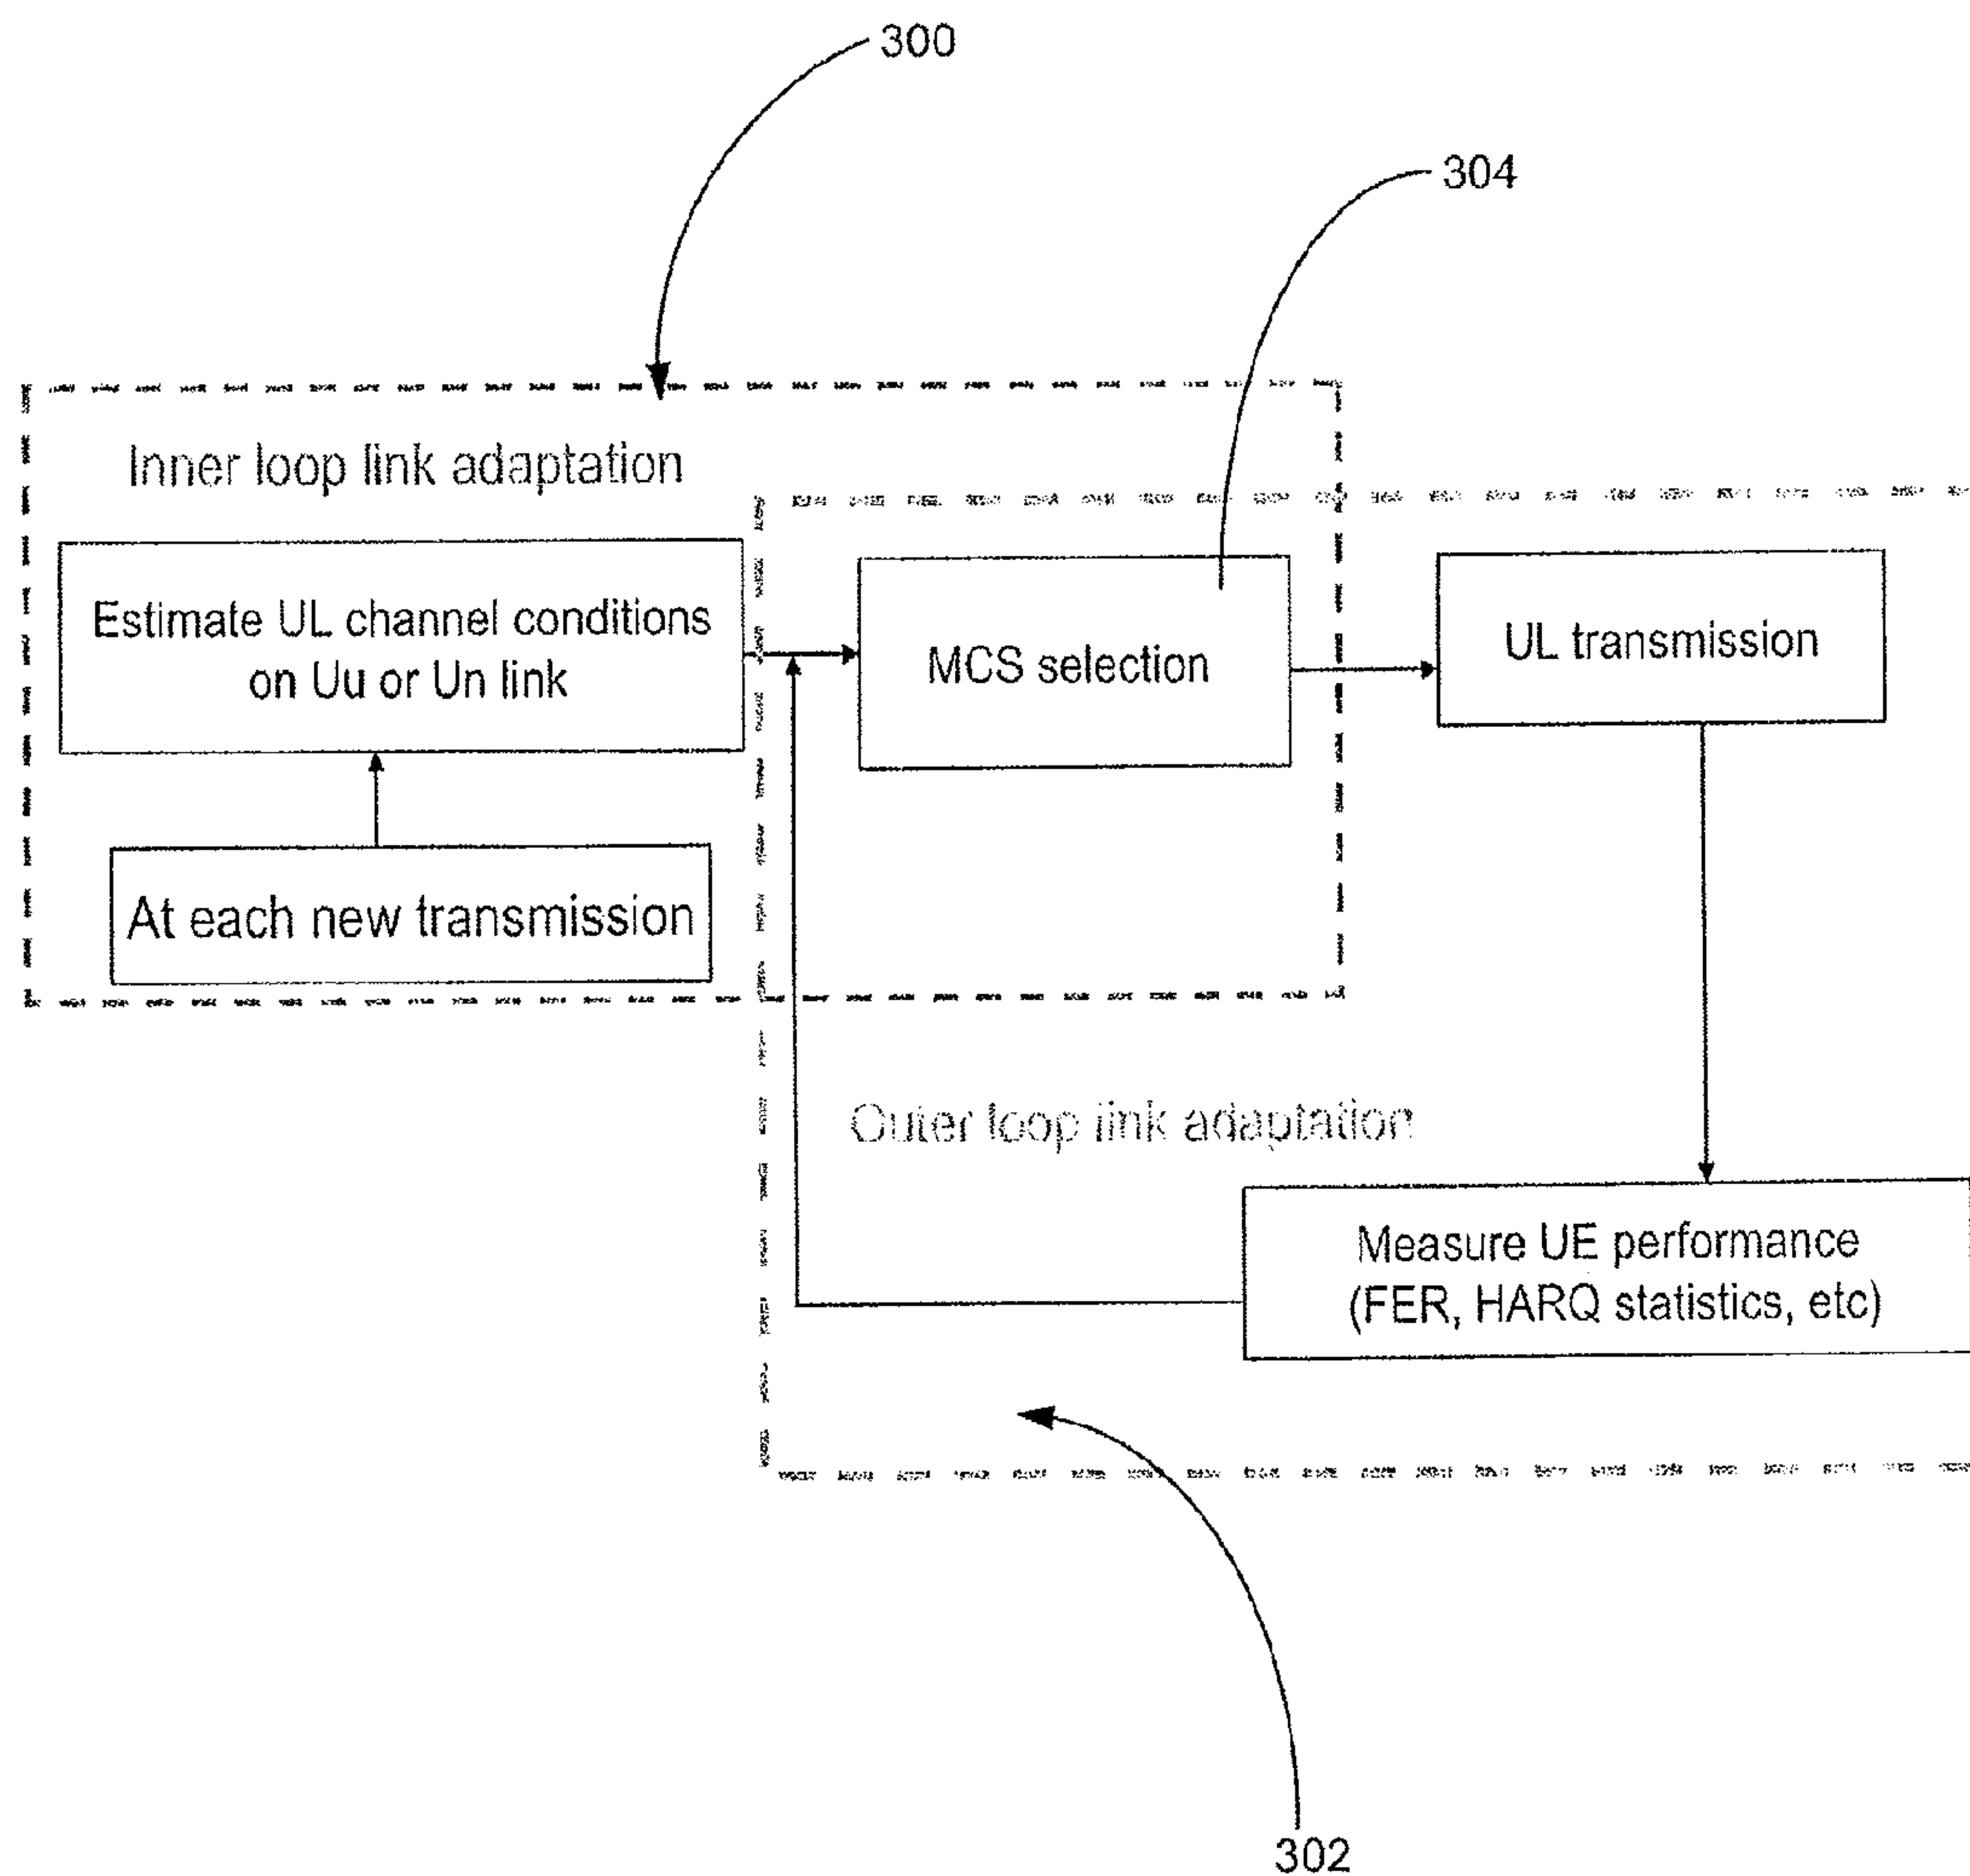 300
304
Inner loop link adaptation
Estimate UL channel conditions
on Uu or Un link
MCS selection
UL transmission
At each new transmission
Outer loop link adaptation
Measure UE performance
(FER, HARQ statistics, etc)
302